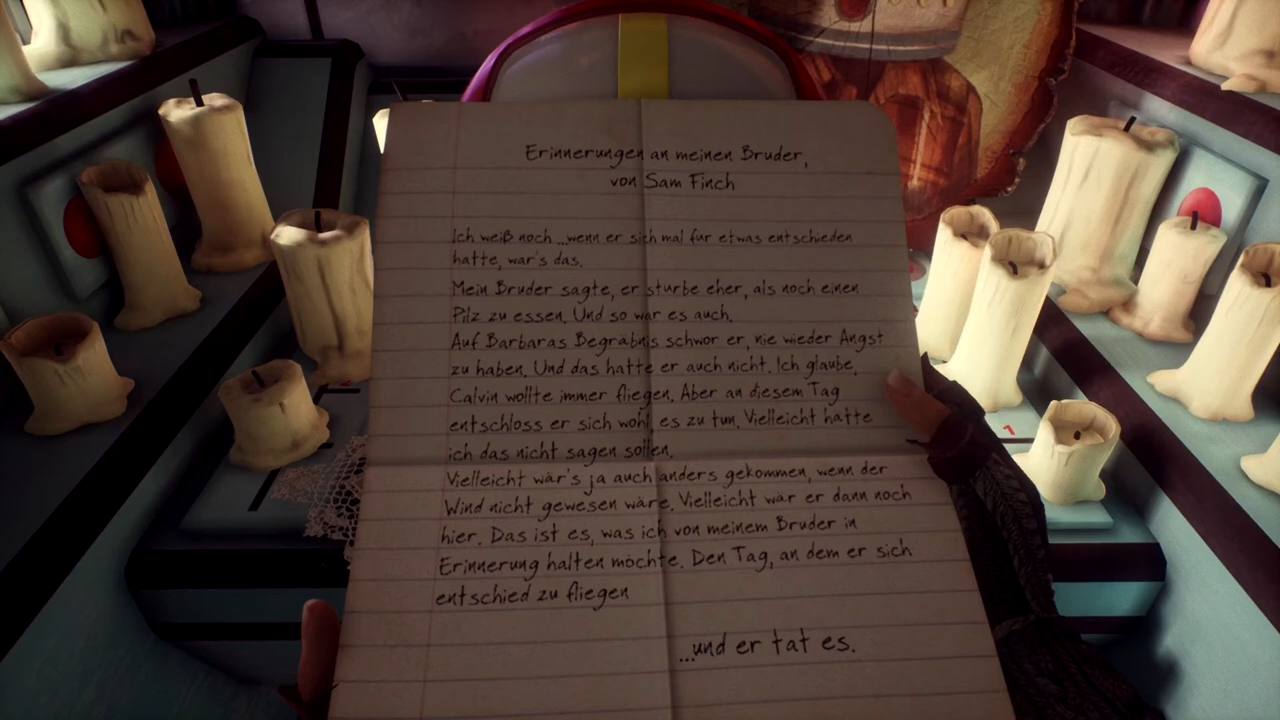 Erinnerungen an meinen Bruder,
von Sam Finch
Ich weiß noch ...wenn er sich mal fur etwas entschieden
hatte, war's das.
Mein Bruder sagte, er sturbe eher, als noch einen
Pilz zu essen. Und so war es auch.
Auf Barbaras Begrabnis schwor er, nie wieder Angst
zu haben. Und das hatte er auch nicht. Ich glaube,
Calvin wollte immer fliegen. Aber an diesem Tag
entschloss er sich wohl es zu tun. Vielleicht hatte
ich das nicht sagen sollen.
Vielleicht wär's ja auch anders gekommen, wenn der
Wind nicht gewesen wäre. Vielleicht wär er dann noch
hier. Das ist es, was ich von meinem Bruder in
Erinnerung halten mochte. Den Tag, an dem er sich
entschied zu fliegen
...und er tat es.
1